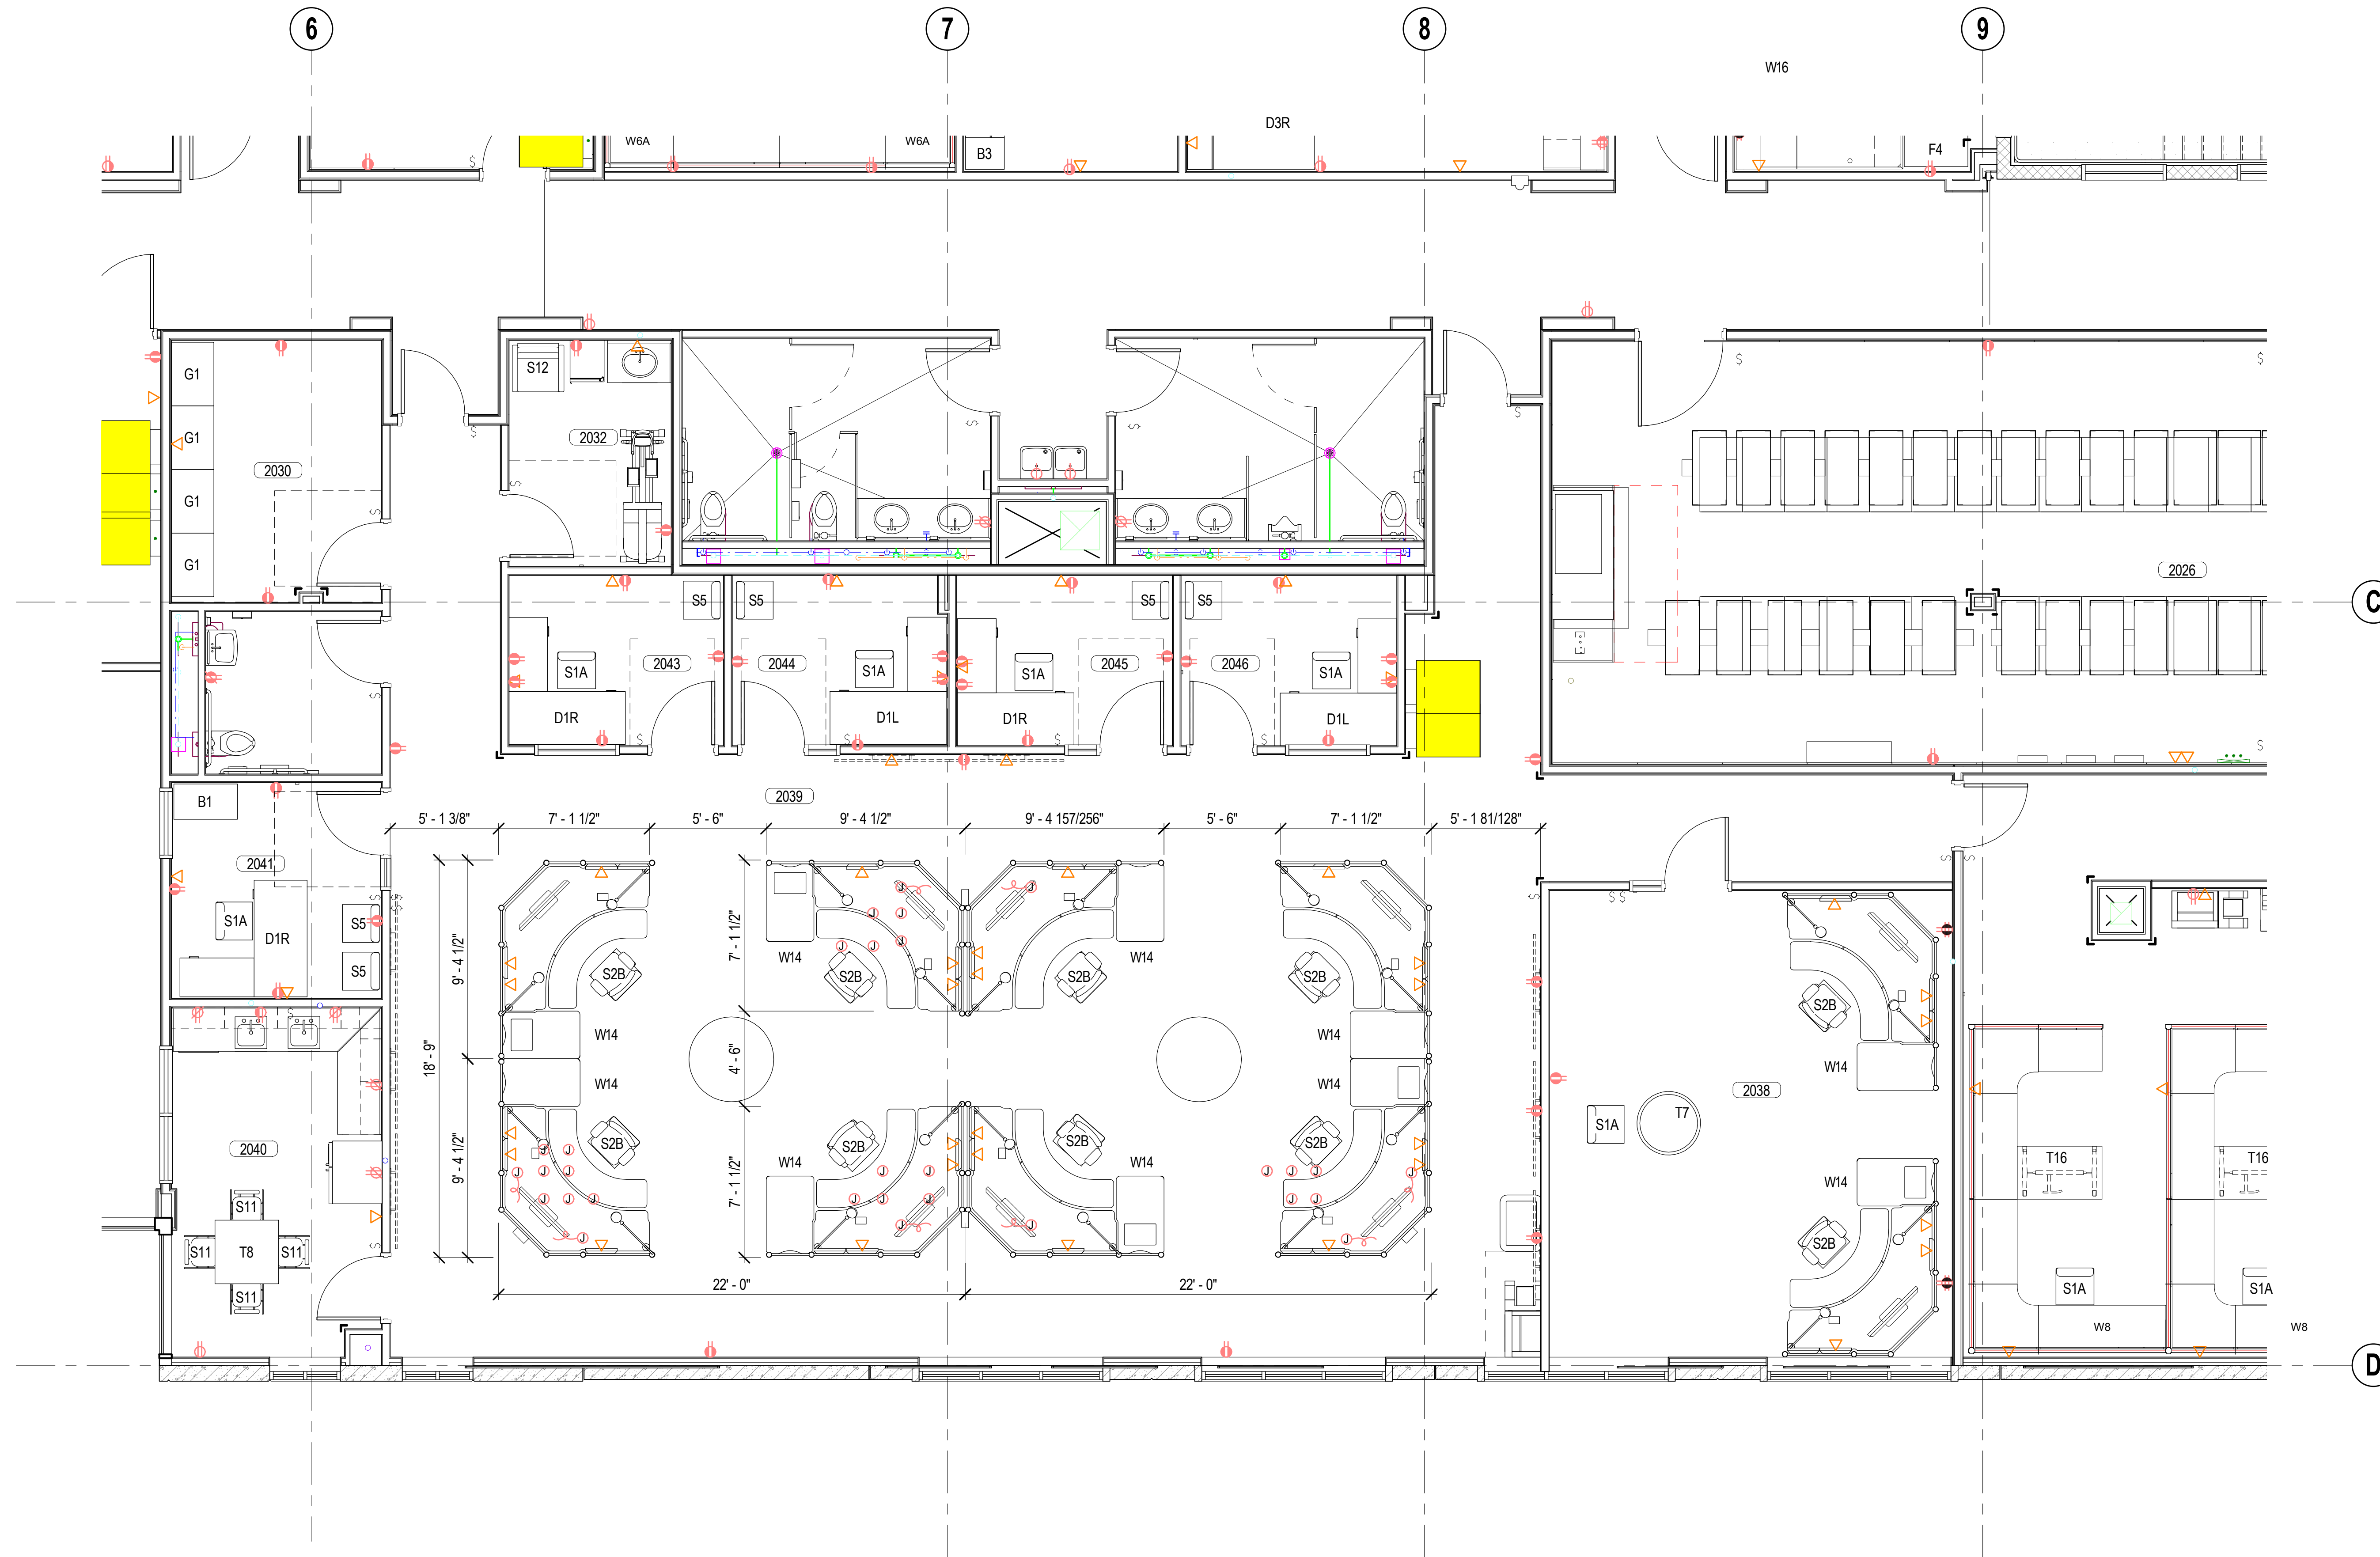 6 7 8 9
W16
D3R
W6A W6A B3 F4
G1 S12
G1 2032
2030
G1
G1 2026
C
S5 S5 S5 S5
2043 2044 2045 2046
S1A S1A S1A S1A
D1R D1L D1R D1L
2039
B1
5' - 1 3/8" 7' - 1 1/2" 5' - 6" 9' - 4 1/2" 9' - 4 157/256" 5' - 6" 7' - 1 1/2" 5' - 1 81/128"
2041
S1A S5
D1R
S5
9' - 4 1/2" 7' - 1 1/2"
J J
J J
J J J
W14 W14
S2B S2B S2B S2B S2B
W14 W14
18' - 9" 4' - 6"
W14 W14 W14 2038
T7
S1A
2040
9' - 4 1/2" 7' - 1 1/2"
S2B S2B S2B S2B
J J
W14 W14 W14
T16 T16
J J J J J J J J J
J J J J J J J
J J J J
S11
S11 T8 S11
S11
S2B
22' - 0" 22' - 0"
S1A S1A
W8 W8
D